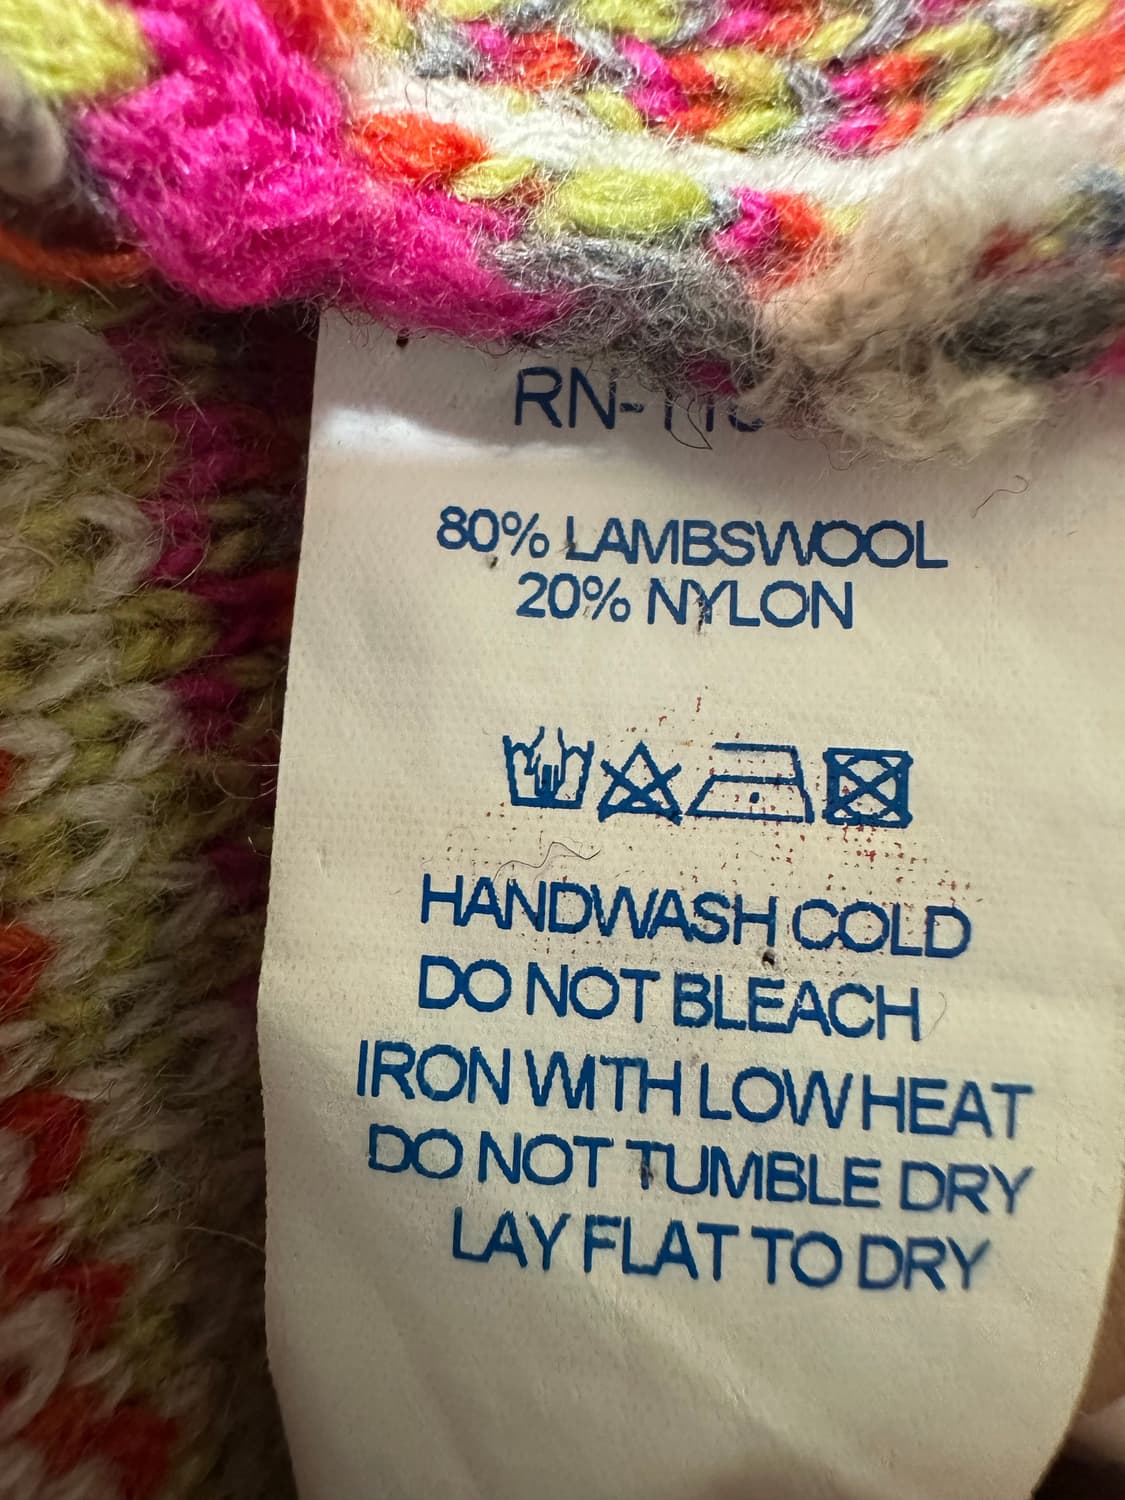 80% LAMBSWOOL
20% NYLON
HANDWASH COLD
DO NOT BLEACH
IRON WITH LOW HEAT
DO NOT TUMBLE DRY
LAY FLAT TO DRY